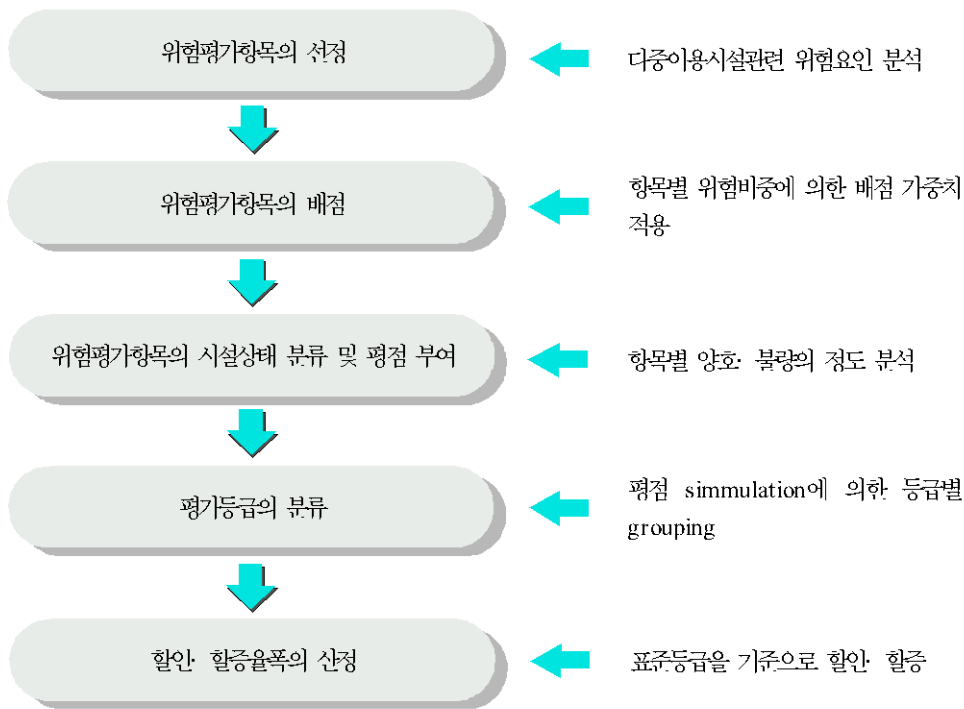 위험평가항목의 선정
다중이용시설관련 위험요인 분석
위험평가항목의 배점
항목별 위험비중에 의한 배점 가중치
적용
위험평가항목의 시설상태 분류 및 평점 부여
항목별 양호· 불량의 정도 분석
평가등급의 분류
평점 simmulation에 의한 등급별
grouping
할인· 할증율폭의 산정
표준등급을 기준으로 할인· 할증